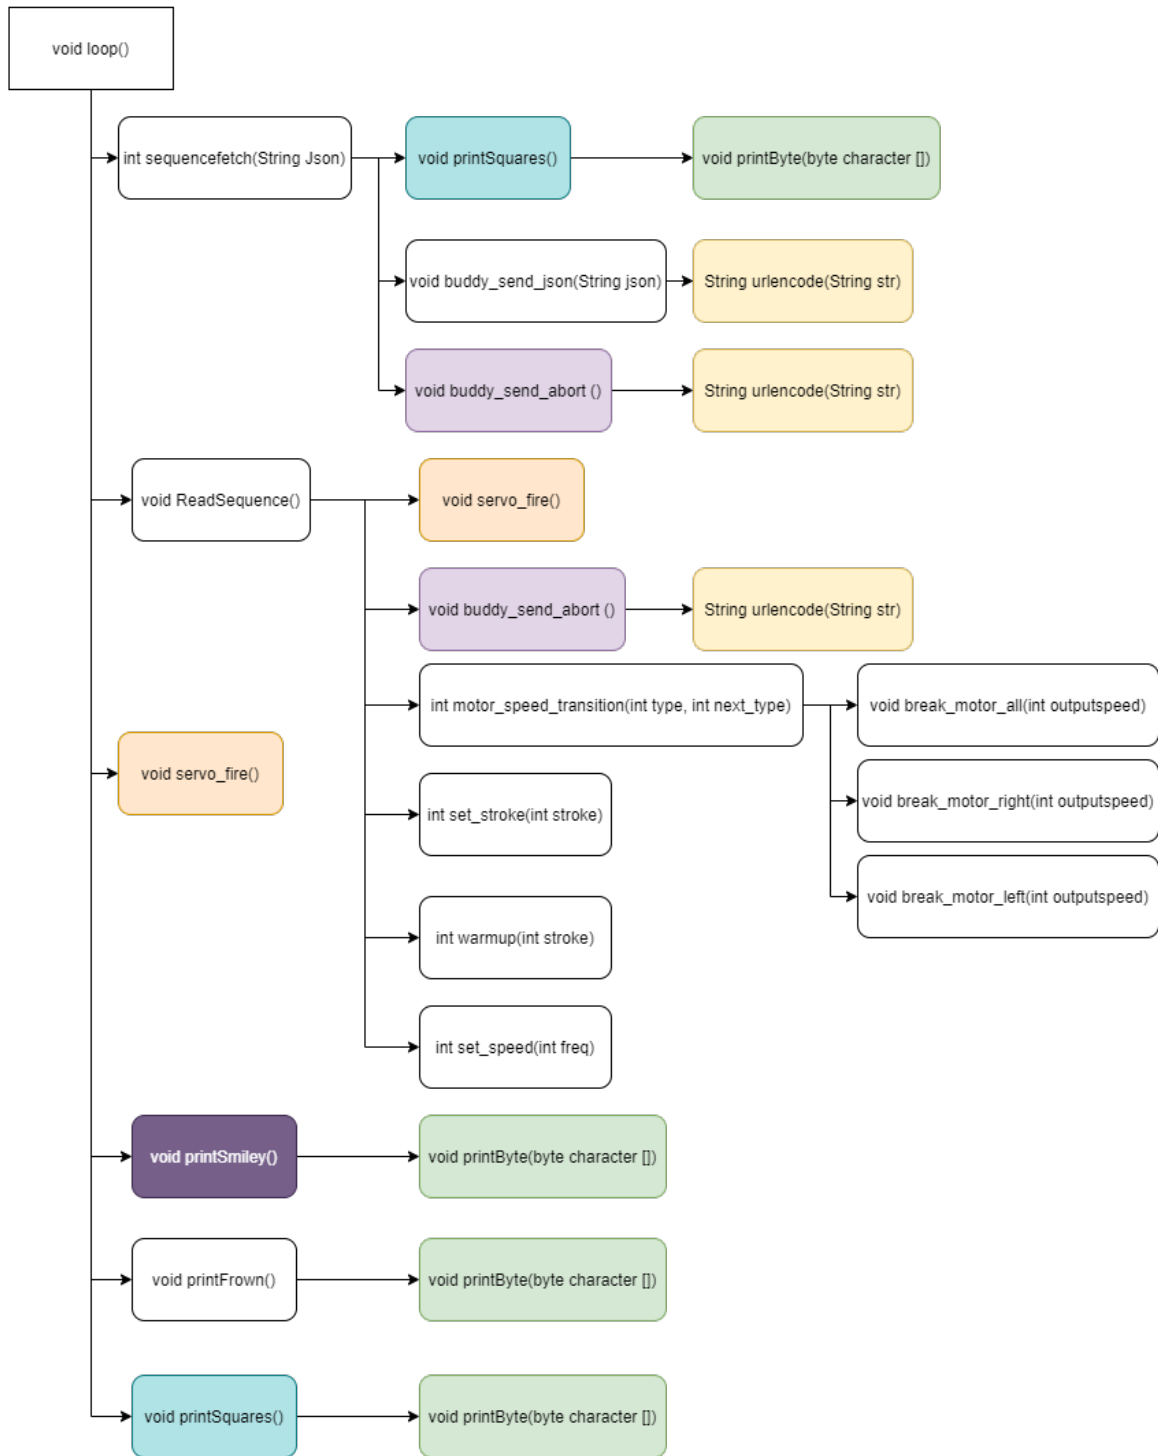 void loop()
int sequencefetch(String Json)
void printSquares()
void printByte(byte character [])
void buddy_send_json(String json)
String urlencode(String str)
void buddy_send_abort ()
String urlencode(String str)
void ReadSequence()
void servo_fire()
void buddy_send_abort ()
String urlencode(String str)
int motor_speed_transition(int type, int next_type)
void break_motor_all(int outputspeed)
void break_motor_right(int outputspeed)
void break_motor_left(int outputspeed)
int set_stroke(int stroke)
int warmup(int stroke)
int set_speed(int freq)
void servo_fire()
void printSmiley()
void printByte(byte character [])
void printFrown()
void printByte(byte character [])
void printSquares()
void printByte(byte character [])